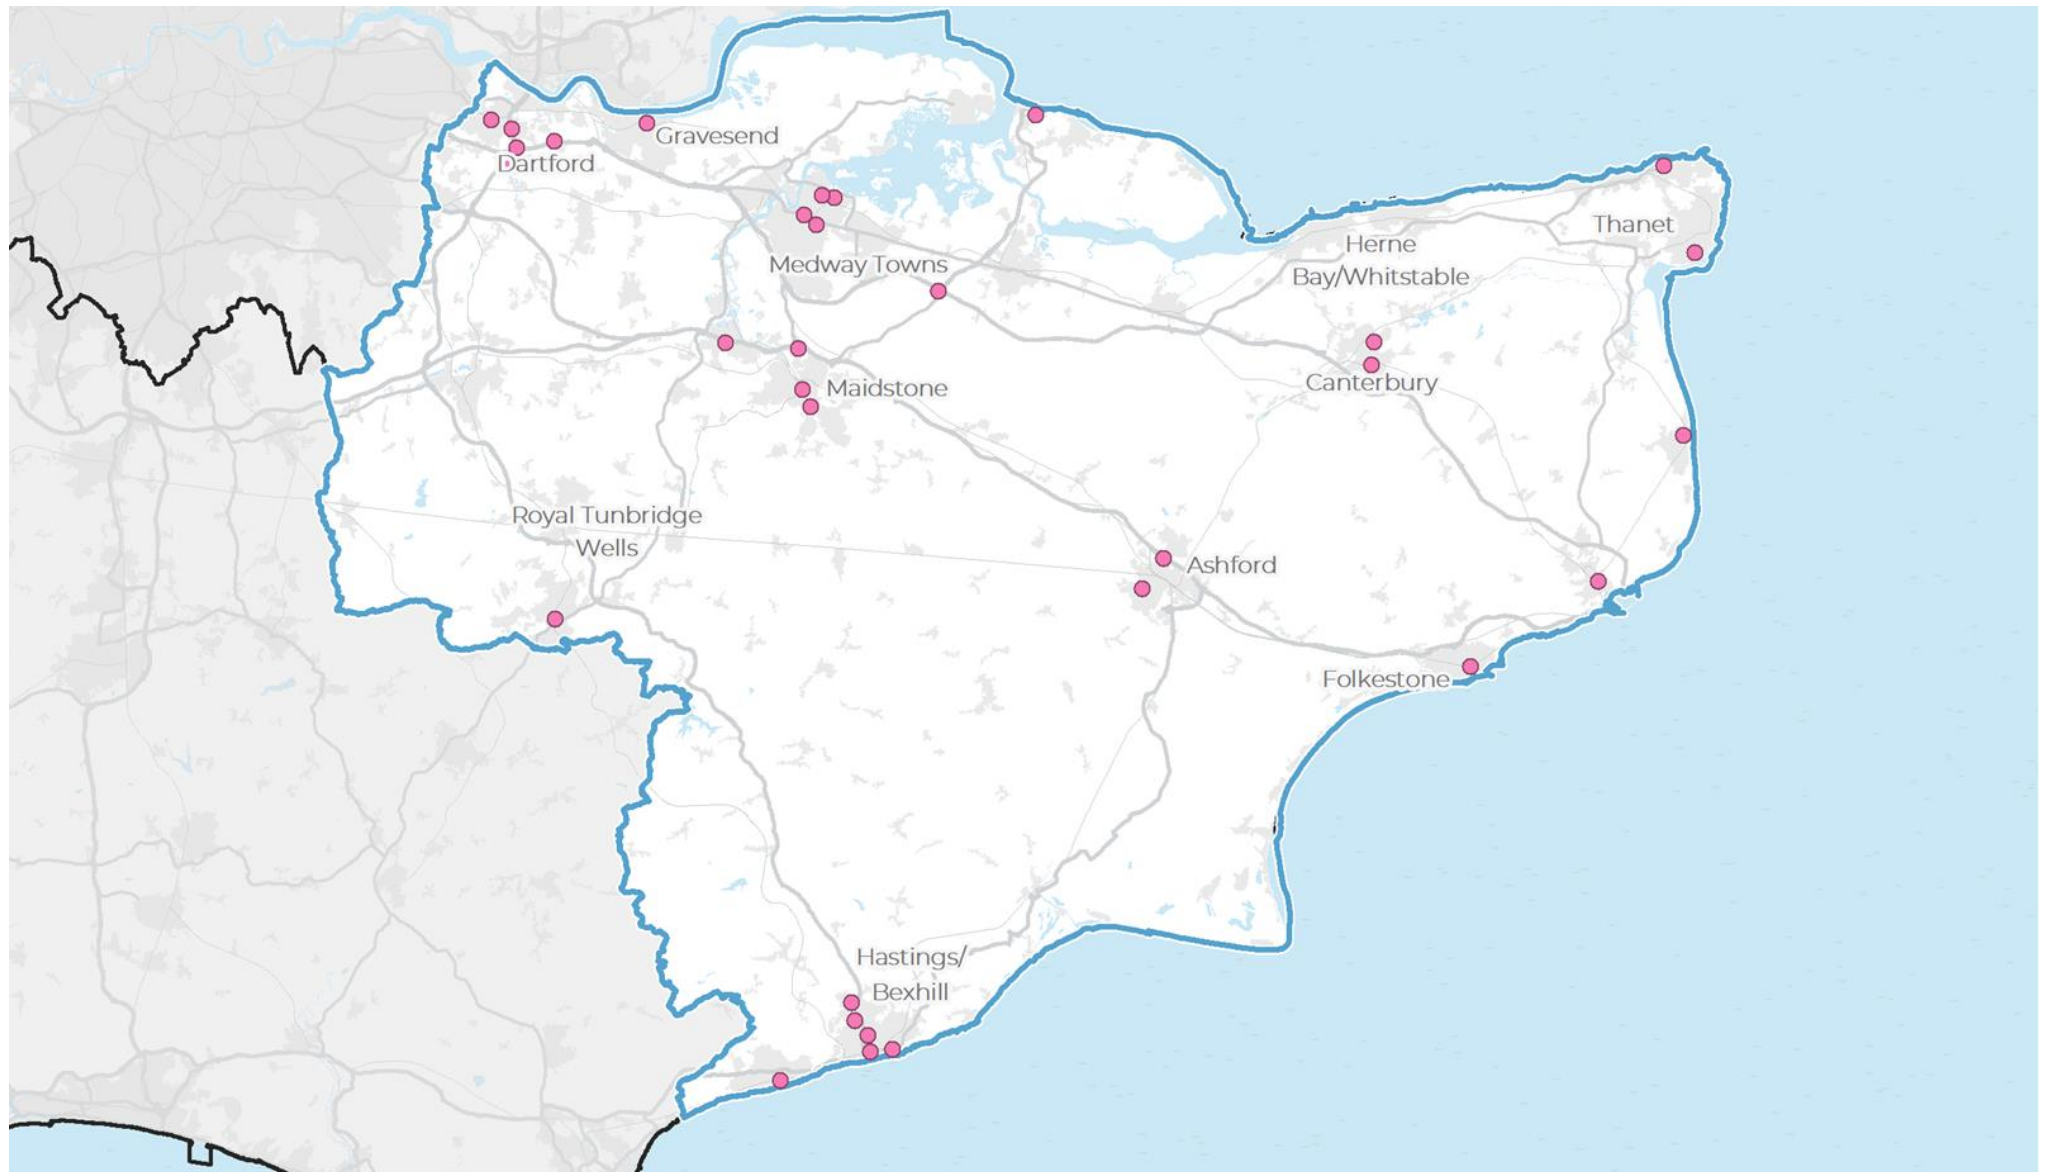 Gravesend
Dartford
Thanet
Herne
Bay/Whitstable
Medway Towns
Canterbury
Maidstone
Royal Tunbridge
Wells
Ashford
Folkestone
Hastings/
Bexhill